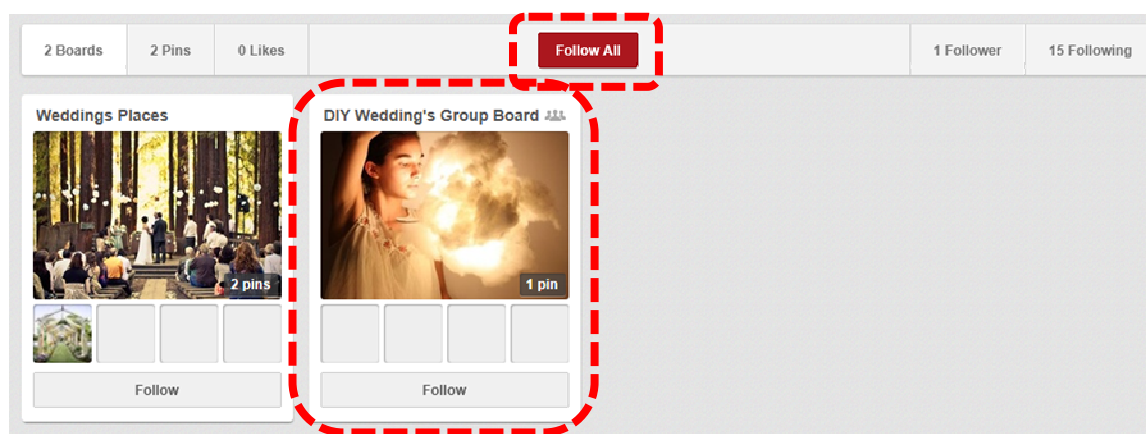 2 Boards
2 Pins
0 Likes
Follow All
1 Follower
15 Following
Weddings Places
2 pins
Follow
DIY Wedding's Group Board
1 pin
Follow